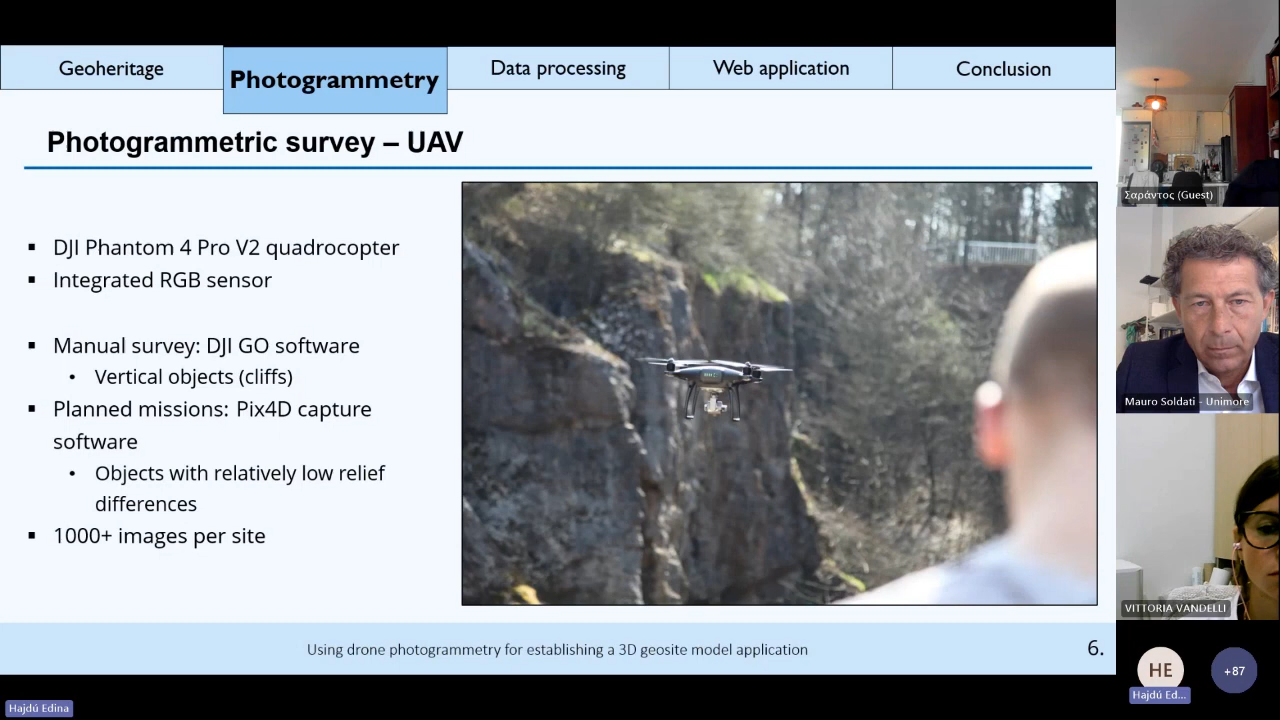 Geoheritage
Photogrammetry
Data processing
Web application
Conclusion
Photogrammetric survey – UAV
▪ DJI Phantom 4 Pro V2 quadrocopter
▪ Integrated RGB sensor
▪ Manual survey: DJI GO software
• Vertical objects (cliffs)
▪ Planned missions: Pix4D capture
software
• Objects with relatively low relief
differences
▪ 1000+ images per site
Using drone photogrammetry for establishing a 3D geosite model application
6.
Hajdú Edina
Σαράντος (Guest)
Mauro Soldati - Unimore
VITTORIA VANDELLI
HE
Hajdú Ed...
+87